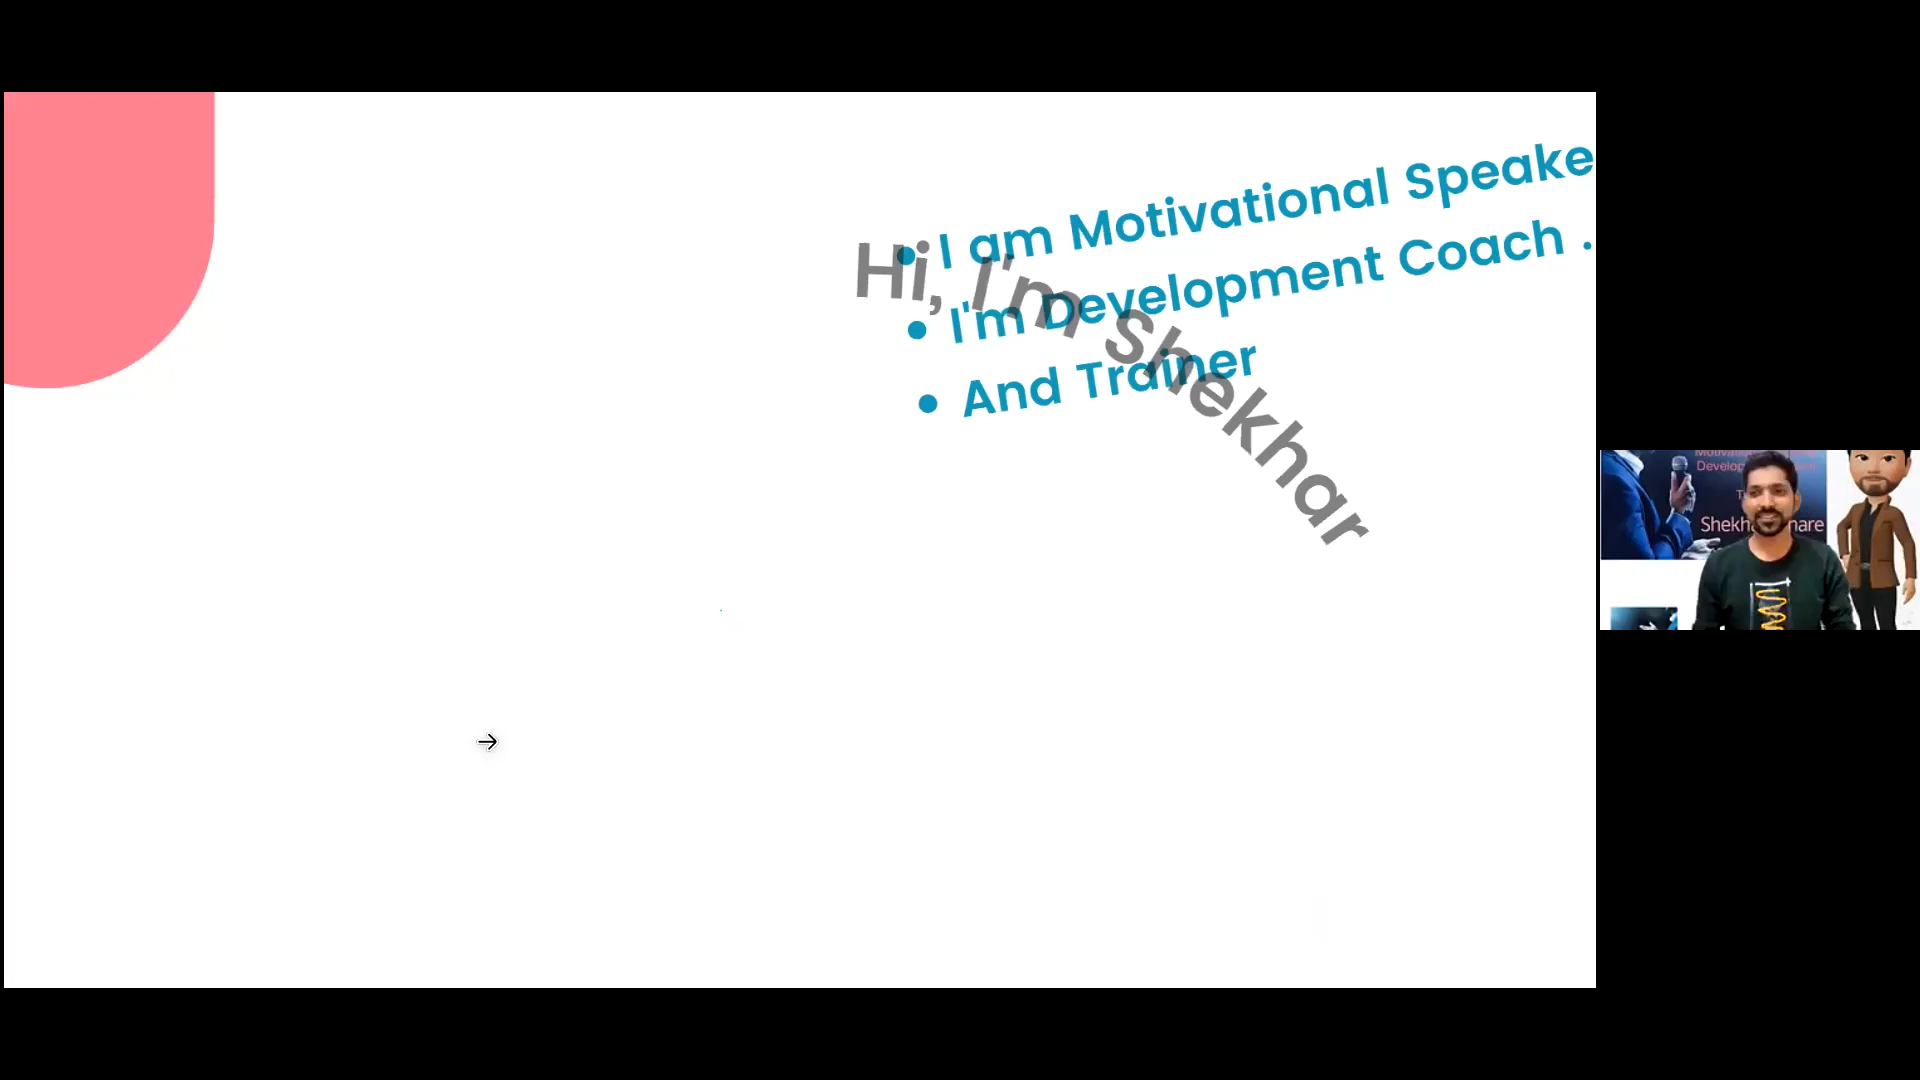 Hi, I'm Shekhar
• I am Motivational Speake
• I'm Development Coach .
• And Trainer
Develop
Shekh nare